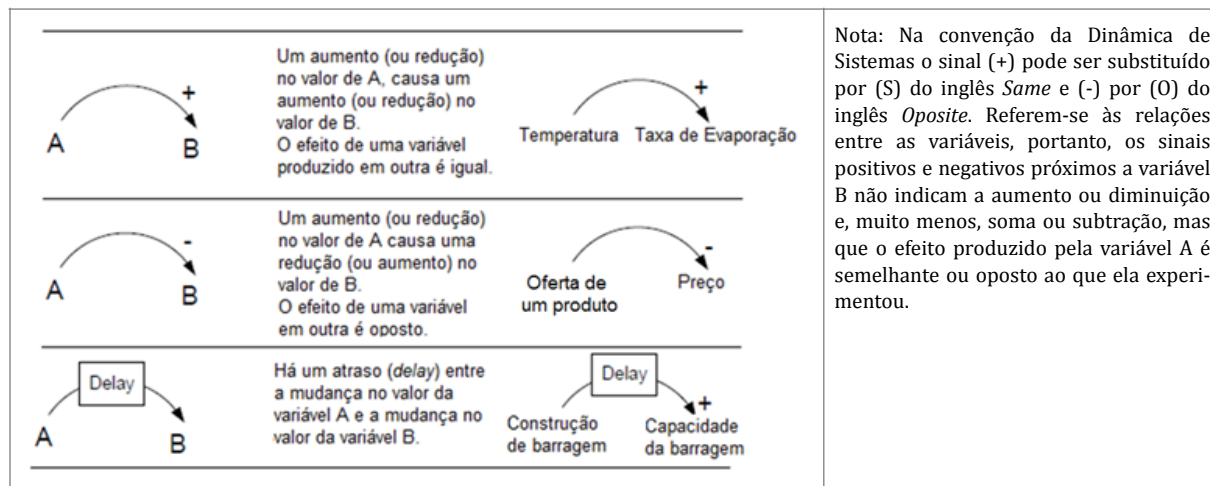 Um aumento (ou redução)
no valor de A, causa um
aumento (ou redução) no
valor de B.
O efeito de uma variável
produzido em outra é igual.
A
+
B
+
Temperatura
Taxa de Evaporação
Um aumento (ou redução)
no valor de A causa uma
redução (ou aumento) no
valor de B.
O efeito de uma variável
em outra é oposto.
A
-
B
-
Oferta de
um produto
Preço
Delay
A
B
Há um atraso (delay) entre
a mudança no valor da
variável A e a mudança no
valor da variável B.
Delay
+
Construção
de barragem
Capacidade
da barragem
Nota: Na convenção da Dinâmica de
Sistemas o sinal (+) pode ser substituído
por (S) do inglês Same e (-) por (O) do
inglês Oposite. Referem-se às relações
entre as variáveis, portanto, os sinais
positivos e negativos próximos a variável
B não indicam a aumento ou diminuição
e, muito menos, soma ou subtração, mas
que o efeito produzido pela variável A é
semelhante ou oposto ao que ela experi-
mentou.